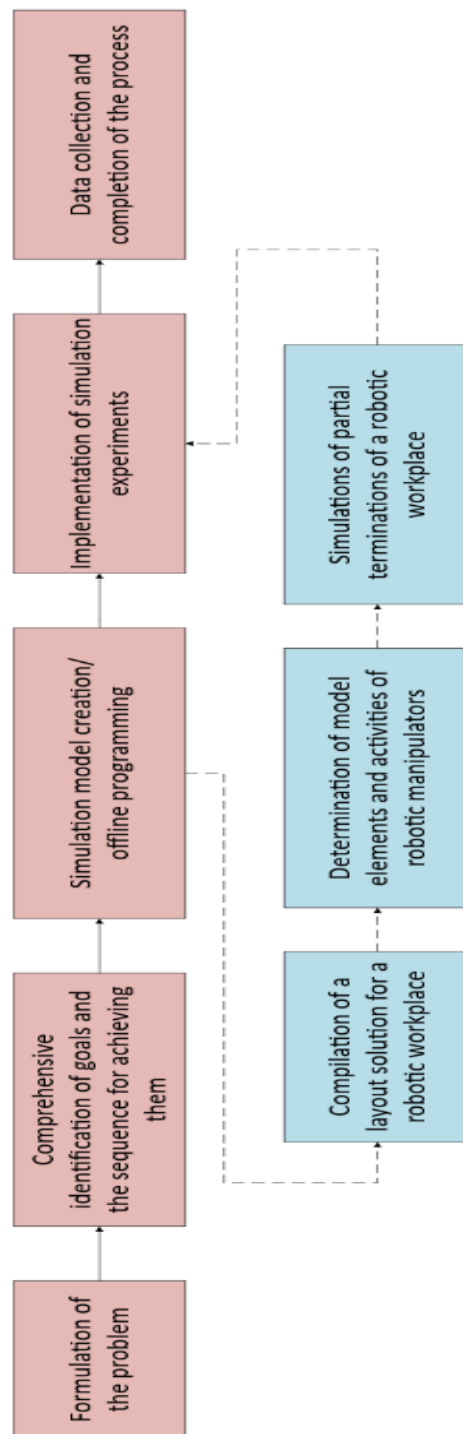 Formulation of
the problem
Comprehensive
identification of goals and
the sequence for achieving
them
Simulation model creation/
offline programming
Implementation of simulation
experiments
Data collection and
completion of the process
Compilation of a
layout solution for a
robotic workplace
Determination of model
elements and activities of
robotic manipulators
Simulations of partial
terminations of a robotic
workplace